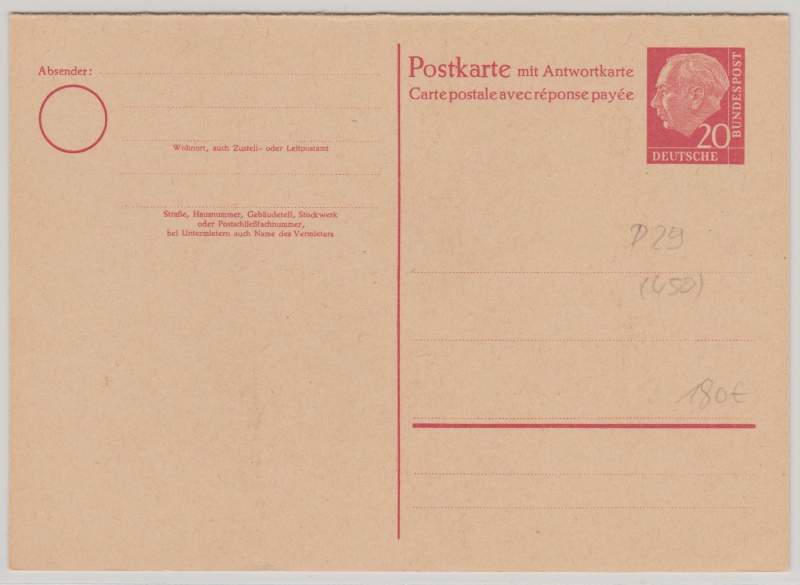 Absender:
Wohnort, auch Zustell- oder Leitpostamt
Straße, Hausnummer, Gebäudeteil, Stockwerk
oder Postschließfachnummer,
bei Untermietern auch Name des Vermieters
Postkarte mit Antwortkarte
Carte postale avec réponse payée
BUNDESPOST
20
DEUTSCHE
P29
(450)
180€